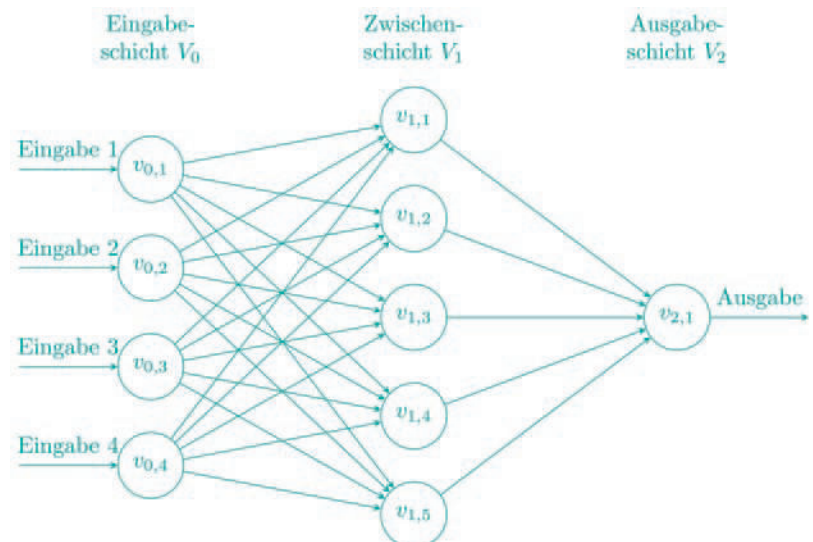 Eingabe-
schicht V₀
Zwischen-
schicht V₁
Ausgabe-
schicht V₂
Eingabe 1
Eingabe 2
Eingabe 3
Eingabe 4
v₀,₁
v₀,₂
v₀,₃
v₀,₄
v₁,₁
v₁,₂
v₁,₃
v₁,₄
v₁,₅
v₂,₁
Ausgabe